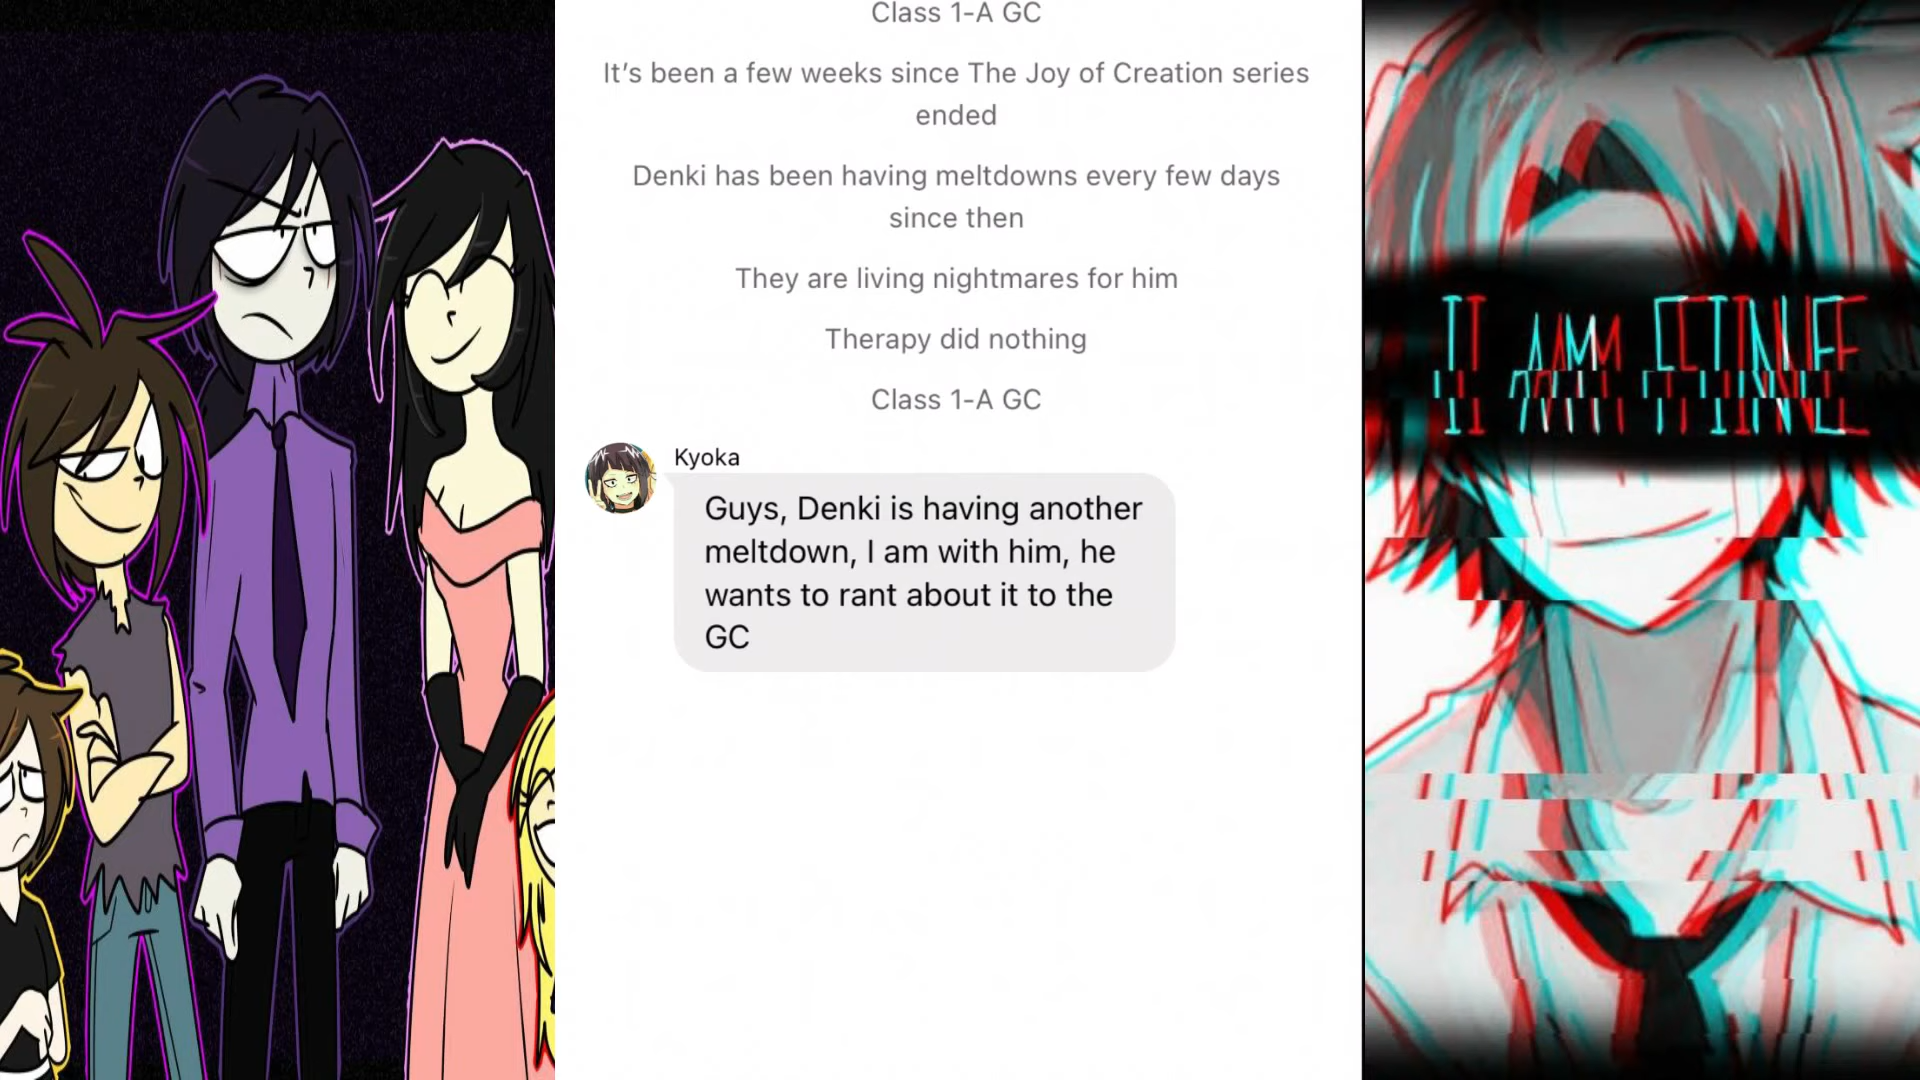 Class 1-A GC
It's been a few weeks since The Joy of Creation series
ended
Denki has been having meltdowns every few days
since then
They are living nightmares for him
Therapy did nothing
Class 1-A GC
Kyoka
Guys, Denki is having another
meltdown, I am with him, he
wants to rant about it to the
GC
I AM FINE